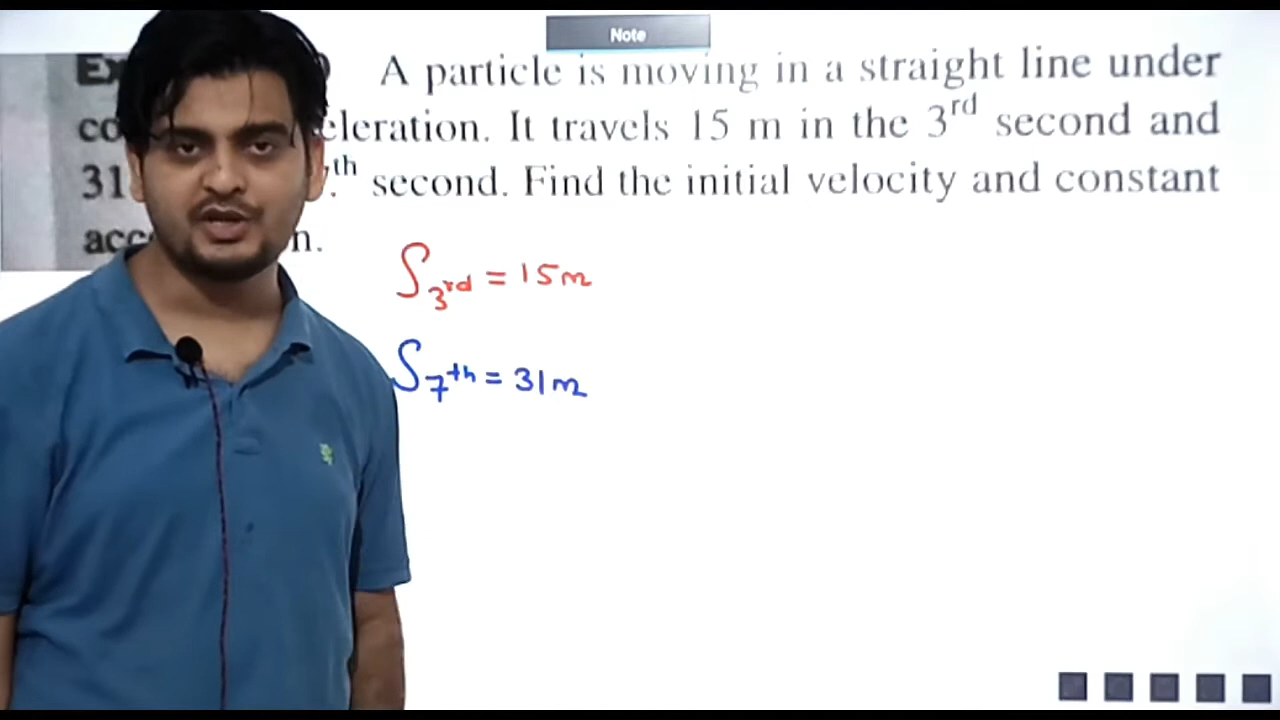 Note
A particle is moving in a straight line under
eleration. It travels 15 m in the 3rd second and
31 th second. Find the initial velocity and constant
acc n.
S3rd = 15m
S7th = 31m